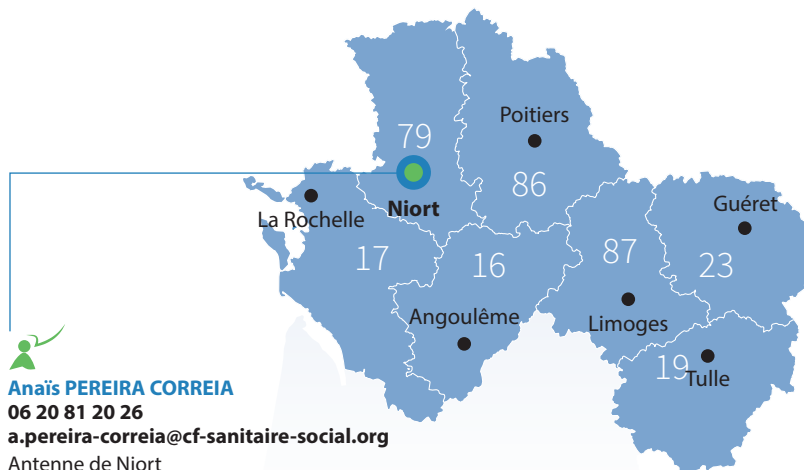 79
Poitiers
86
Niort
La Rochelle
Guéret
17
16
87
23
Angoulême
Limoges
19
Tulle
Anaïs PEREIRA CORREIA
06 20 81 20 26
a.pereira-correia@cf-sanitaire-social.org
Antenne de Niort